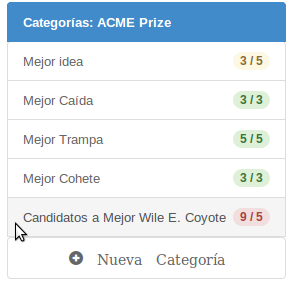 Categorías: ACME Prize
Mejor idea 3 / 5
Mejor Caída 3 / 3
Mejor Trampa 5 / 5
Mejor Cohete 3 / 3
Candidatos a Mejor Wile E. Coyote 9 / 5
Nueva Categoría